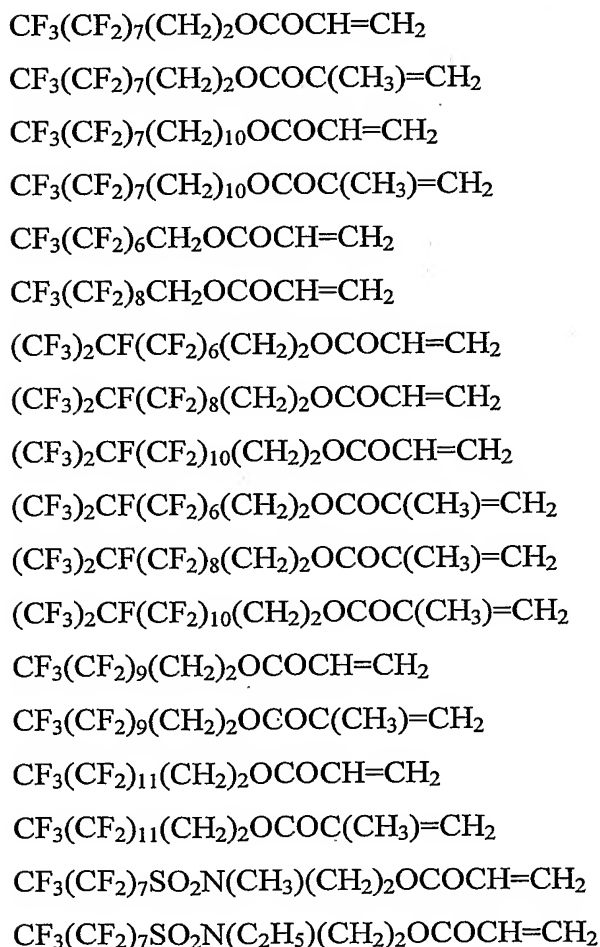 CF₃(CF₂)₇(CH₂)₂OCOCH=CH₂
CF₃(CF₂)₇(CH₂)₂OCOC(CH₃)=CH₂
CF₃(CF₂)₇(CH₂)₁₀OCOCH=CH₂
CF₃(CF₂)₇(CH₂)₁₀OCOC(CH₃)=CH₂
CF₃(CF₂)₆CH₂OCOCH=CH₂
CF₃(CF₂)₈CH₂OCOCH=CH₂
(CF₃)₂CF(CF₂)₆(CH₂)₂OCOCH=CH₂
(CF₃)₂CF(CF₂)₈(CH₂)₂OCOCH=CH₂
(CF₃)₂CF(CF₂)₁₀(CH₂)₂OCOCH=CH₂
(CF₃)₂CF(CF₂)₆(CH₂)₂OCOC(CH₃)=CH₂
(CF₃)₂CF(CF₂)₈(CH₂)₂OCOC(CH₃)=CH₂
(CF₃)₂CF(CF₂)₁₀(CH₂)₂OCOC(CH₃)=CH₂
CF₃(CF₂)₉(CH₂)₂OCOCH=CH₂
CF₃(CF₂)₉(CH₂)₂OCOC(CH₃)=CH₂
CF₃(CF₂)₁₁(CH₂)₂OCOCH=CH₂
CF₃(CF₂)₁₁(CH₂)₂OCOC(CH₃)=CH₂
CF₃(CF₂)₇SO₂N(CH₃)(CH₂)₂OCOCH=CH₂
CF₃(CF₂)₇SO₂N(C₂H₅)(CH₂)₂OCOCH=CH₂